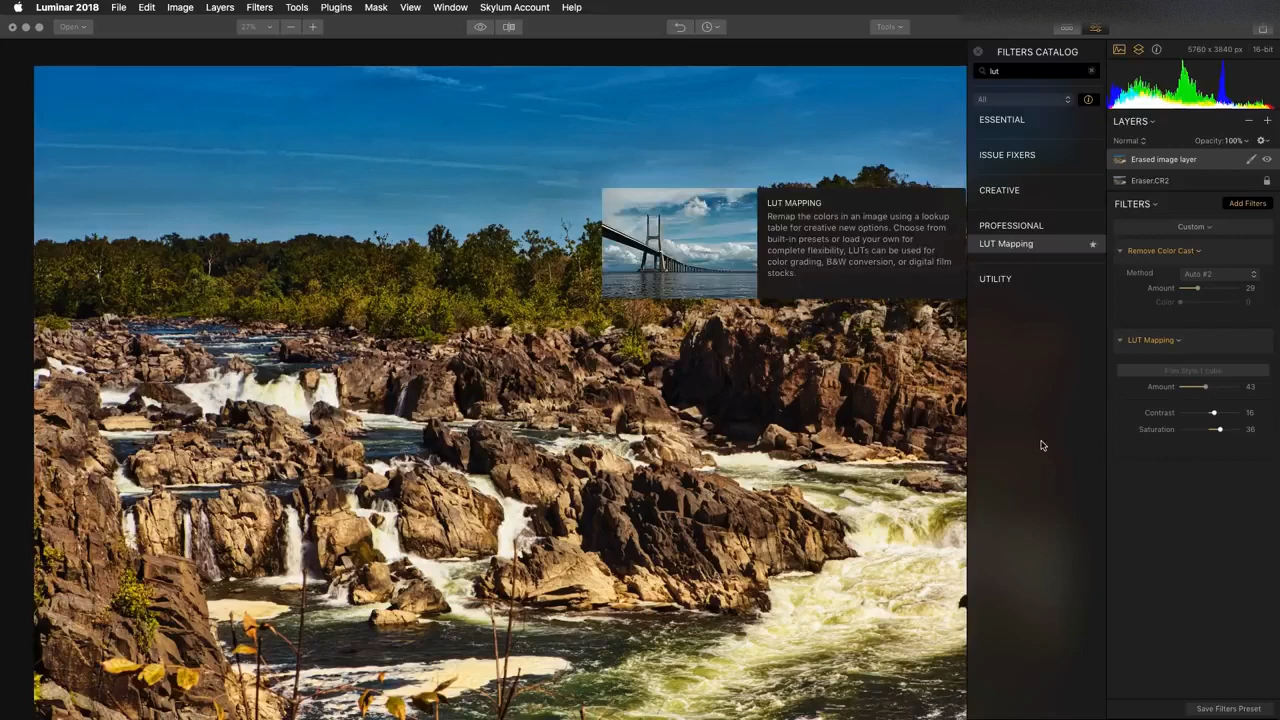 Luminar 2018 File Edit Image Layers Filters Tools Plugins Mask View Window Skylum Account Help
Open 27% Tools
FILTERS CATALOG
lut
All
ESSENTIAL
ISSUE FIXERS
CREATIVE
PROFESSIONAL
LUT Mapping
UTILITY
LUT MAPPING
Remap the colors in an image using a lookup
table for creative new options. Choose from
built-in presets or load your own for
complete flexibility, LUTs can be used for
color grading, B&W conversion, or digital film
stocks.
5760 x 3840 px 16-bit
LAYERS
Normal Opacity: 100%
Erased image layer
Eraser.CR2
FILTERS Add Filters
Custom
Remove Color Cast
Method Auto #2
Amount 29
Color 0
LUT Mapping
Amount 43
Contrast 16
Saturation 36
Save Filters Preset